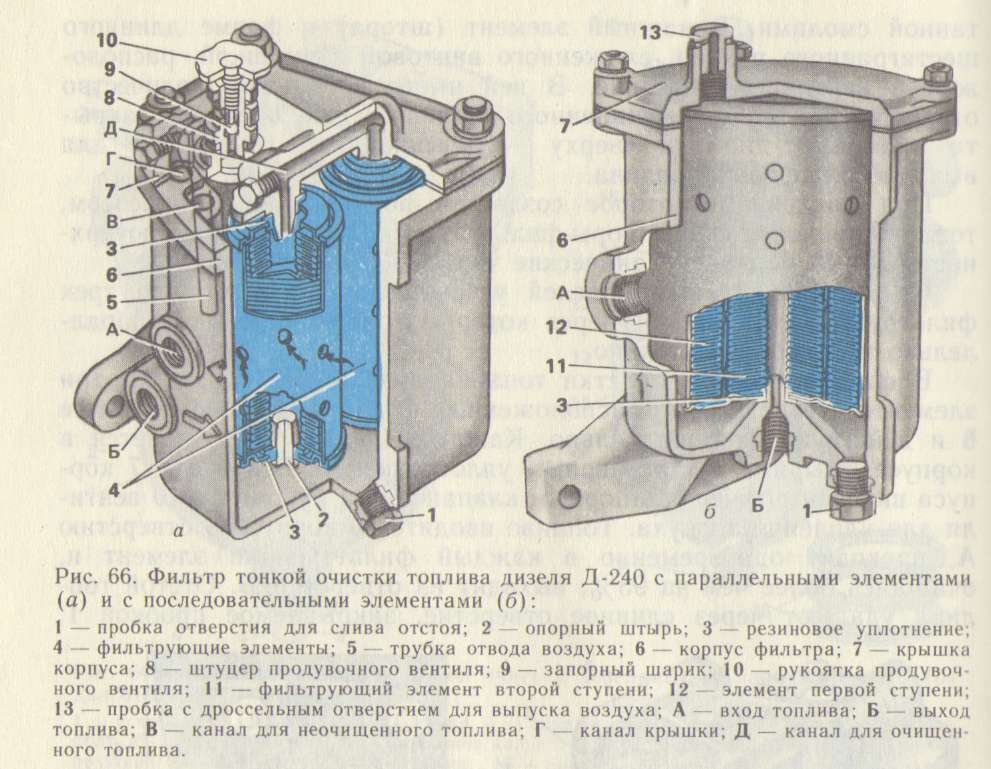 10
9
8
Д
Г
7
В
3
6
5
А
Б
4
а
3
2
1
13
7
6
А
12
11
3
б
Б
1
Рис. 66. Фильтр тонкой очистки топлива дизеля Д-240 с параллельными элементами
(а) и с последовательными элементами (б):
1 — пробка отверстия для слива отстоя; 2 — опорный штырь; 3 — резиновое уплотнение;
4 — фильтрующие элементы; 5 — трубка отвода воздуха; 6 — корпус фильтра; 7 — крышка
корпуса; 8 — штуцер продувочного вентиля; 9 — запорный шарик; 10 — рукоятка продувоч-
ного вентиля; 11 — фильтрующий элемент второй ступени; 12 — элемент первой ступени;
13 — пробка с дроссельным отверстием для выпуска воздуха; А — вход топлива; Б — выход
топлива; В — канал для неочищенного топлива; Г — канал крышки; Д — канал для очищен-
ного топлива.